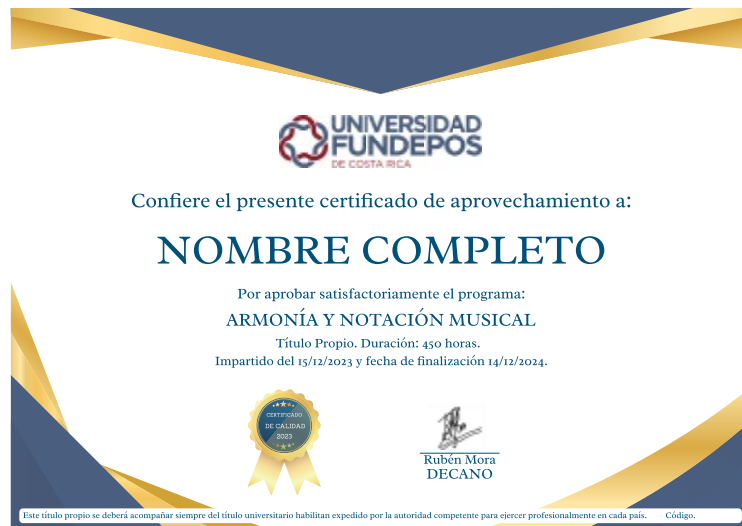 UNIVERSIDAD
FUNDEPOS
DE COSTA RICA
Confiere el presente certificado de aprovechamiento a:
NOMBRE COMPLETO
Por aprobar satisfactoriamente el programa:
ARMONÍA Y NOTACIÓN MUSICAL
Título Propio. Duración: 450 horas.
Impartido del 15/12/2023 y fecha de finalización 14/12/2024.
CERTIFICADO
DE CALIDAD
2023
Rubén Mora
DECANO
Este título propio se deberá acompañar siempre del título universitario habilitan expedido por la autoridad competente para ejercer profesionalmente en cada país. Código.